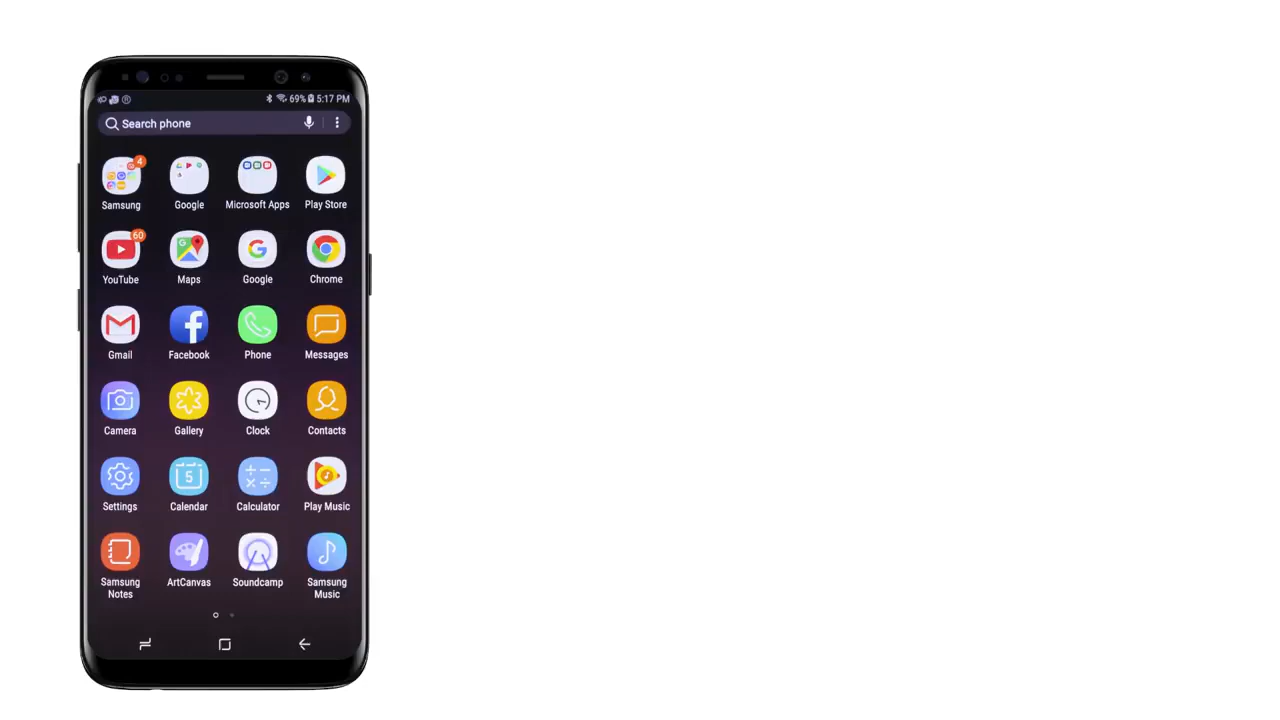 69% 5:17 PM
Search phone
4
Samsung Google Microsoft Apps Play Store
60
YouTube Maps Google Chrome
Gmail Facebook Phone Messages
Camera Gallery Clock Contacts
5
Settings Calendar Calculator Play Music
Samsung Notes ArtCanvas Soundcamp Samsung Music